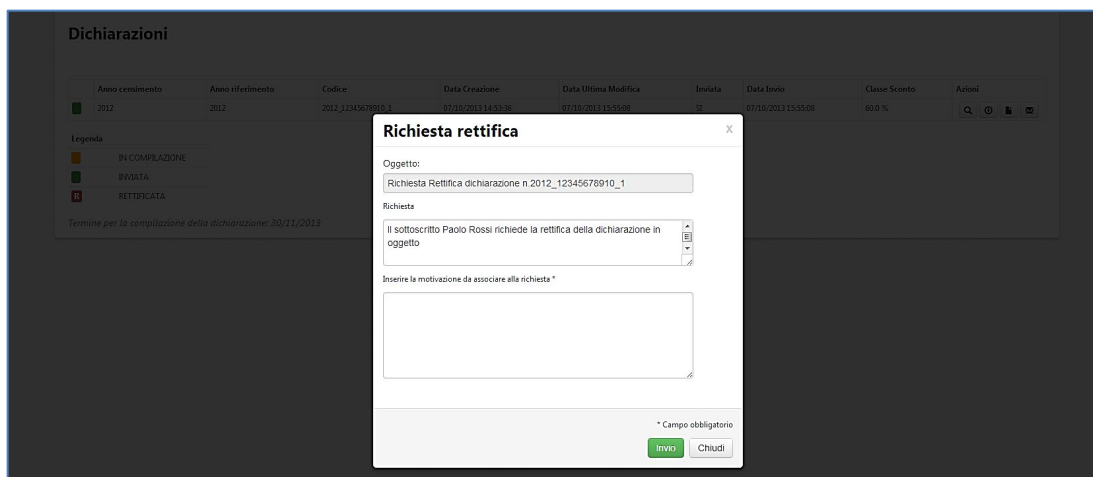 Dichiarazioni
Anno censimento Anno riferimento Codice Data Creazione Data Ultima Modifica Inviata Data Invio Classe Sconto Azioni
2012 2012 2012_12345678910_1 07/10/2013 14:53:36 07/10/2013 15:55:08 SI 07/10/2013 15:55:08 60.0 %
Legenda
IN COMPILAZIONE
INVIATA
R RETTIFICATA
Termine per la compilazione della dichiarazione: 30/11/2013
Richiesta rettifica X
Oggetto:
Richiesta Rettifica dichiarazione n.2012_12345678910_1
Richiesta
Il sottoscritto Paolo Rossi richiede la rettifica della dichiarazione in
oggetto
Inserire la motivazione da associare alla richiesta *
* Campo obbligatorio
Invio Chiudi